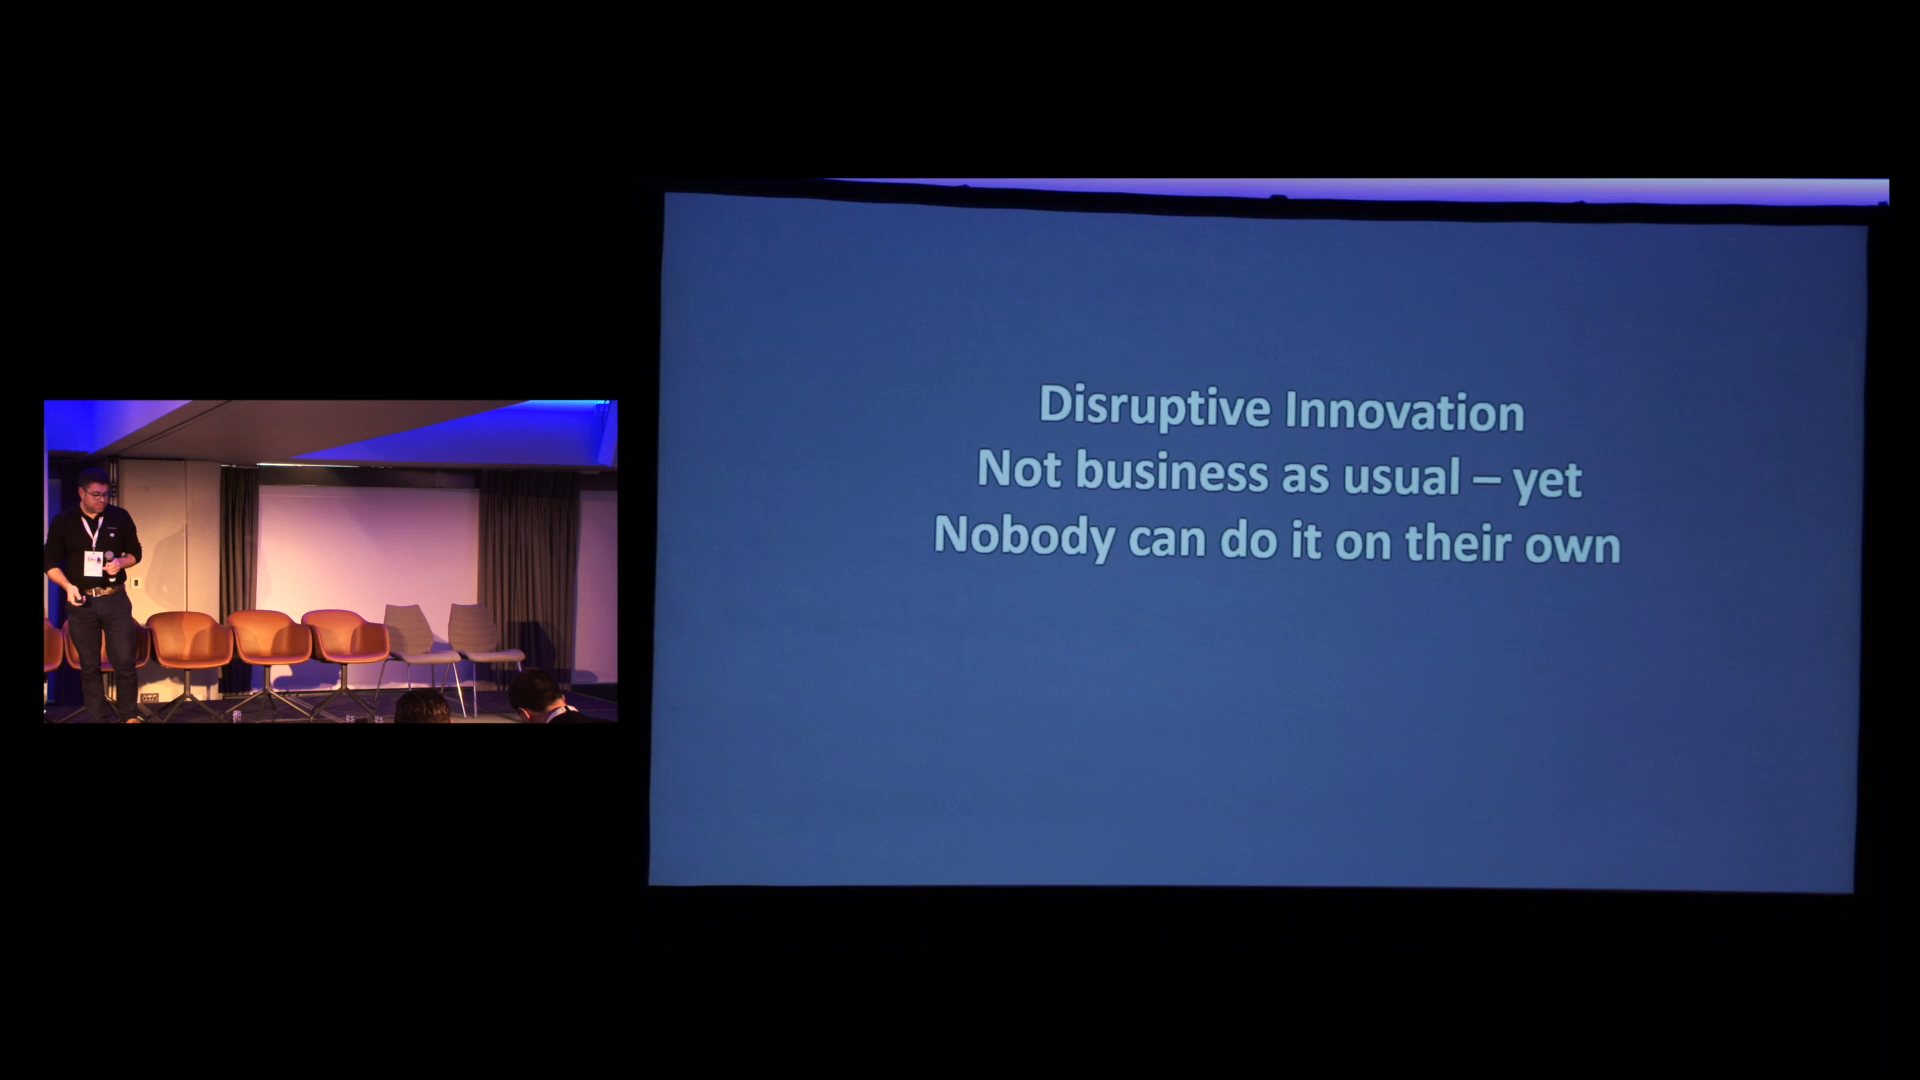 Disruptive Innovation
Not business as usual – yet
Nobody can do it on their own